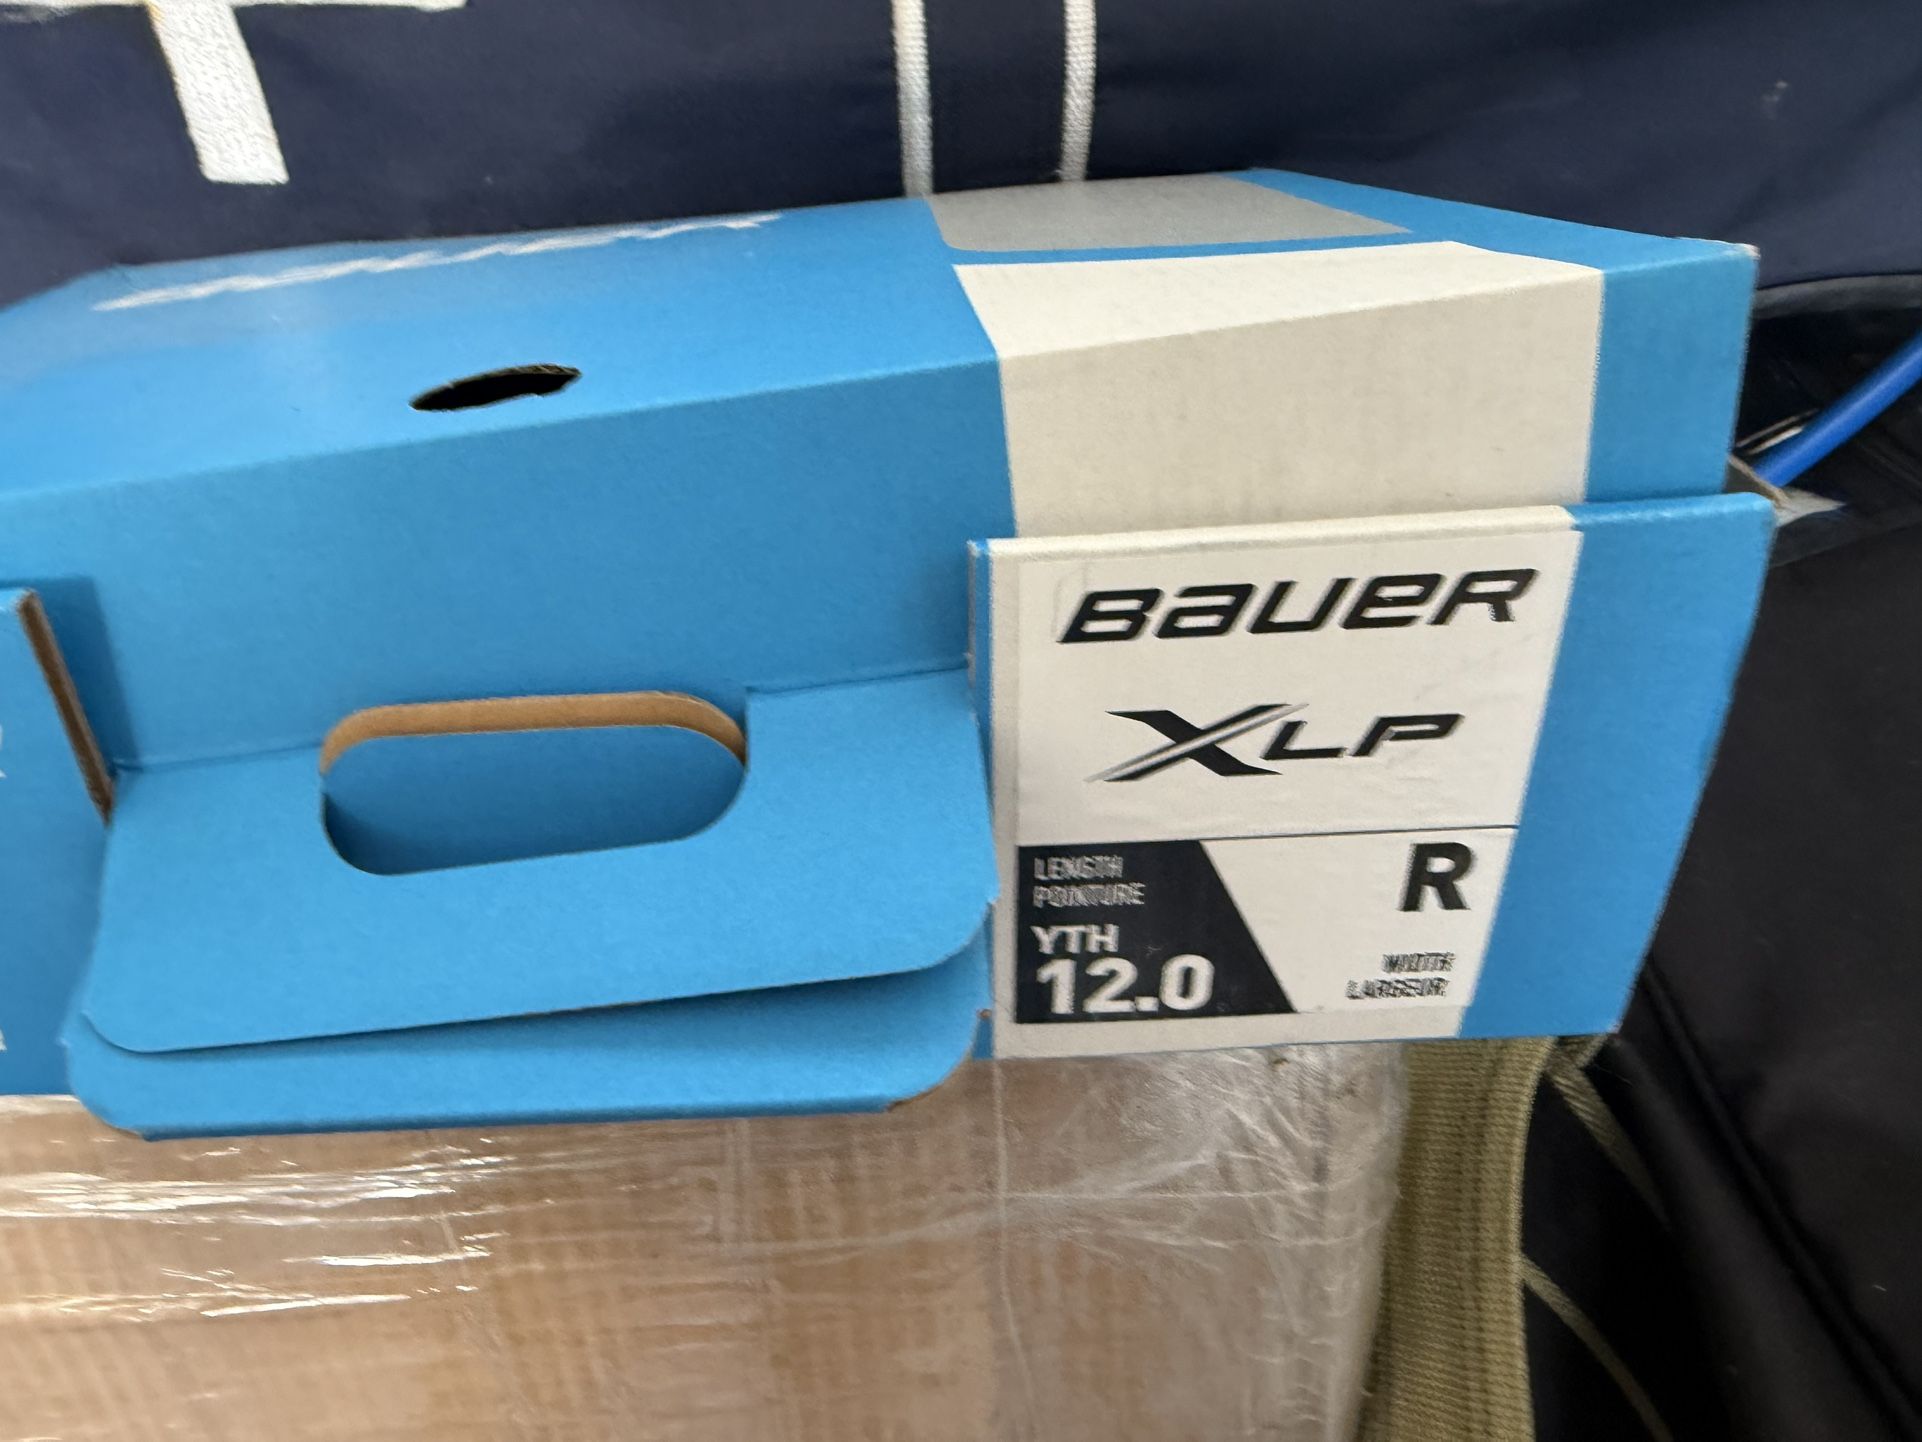 BAUER
XLP
LENGTH
POINTURE
YTH
12.0
R
WIDTH
LARGEUR